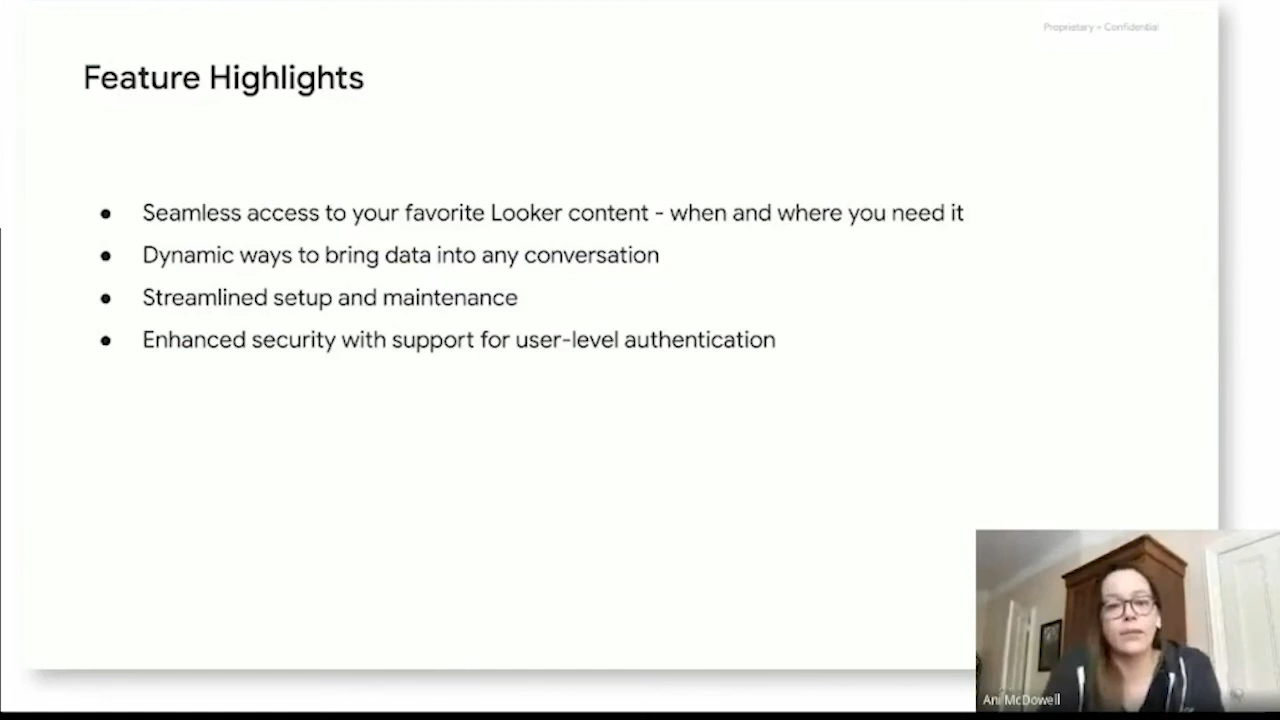 Proprietary + Confidential
Feature Highlights
● Seamless access to your favorite Looker content - when and where you need it
● Dynamic ways to bring data into any conversation
● Streamlined setup and maintenance
● Enhanced security with support for user-level authentication
Ani McDowell